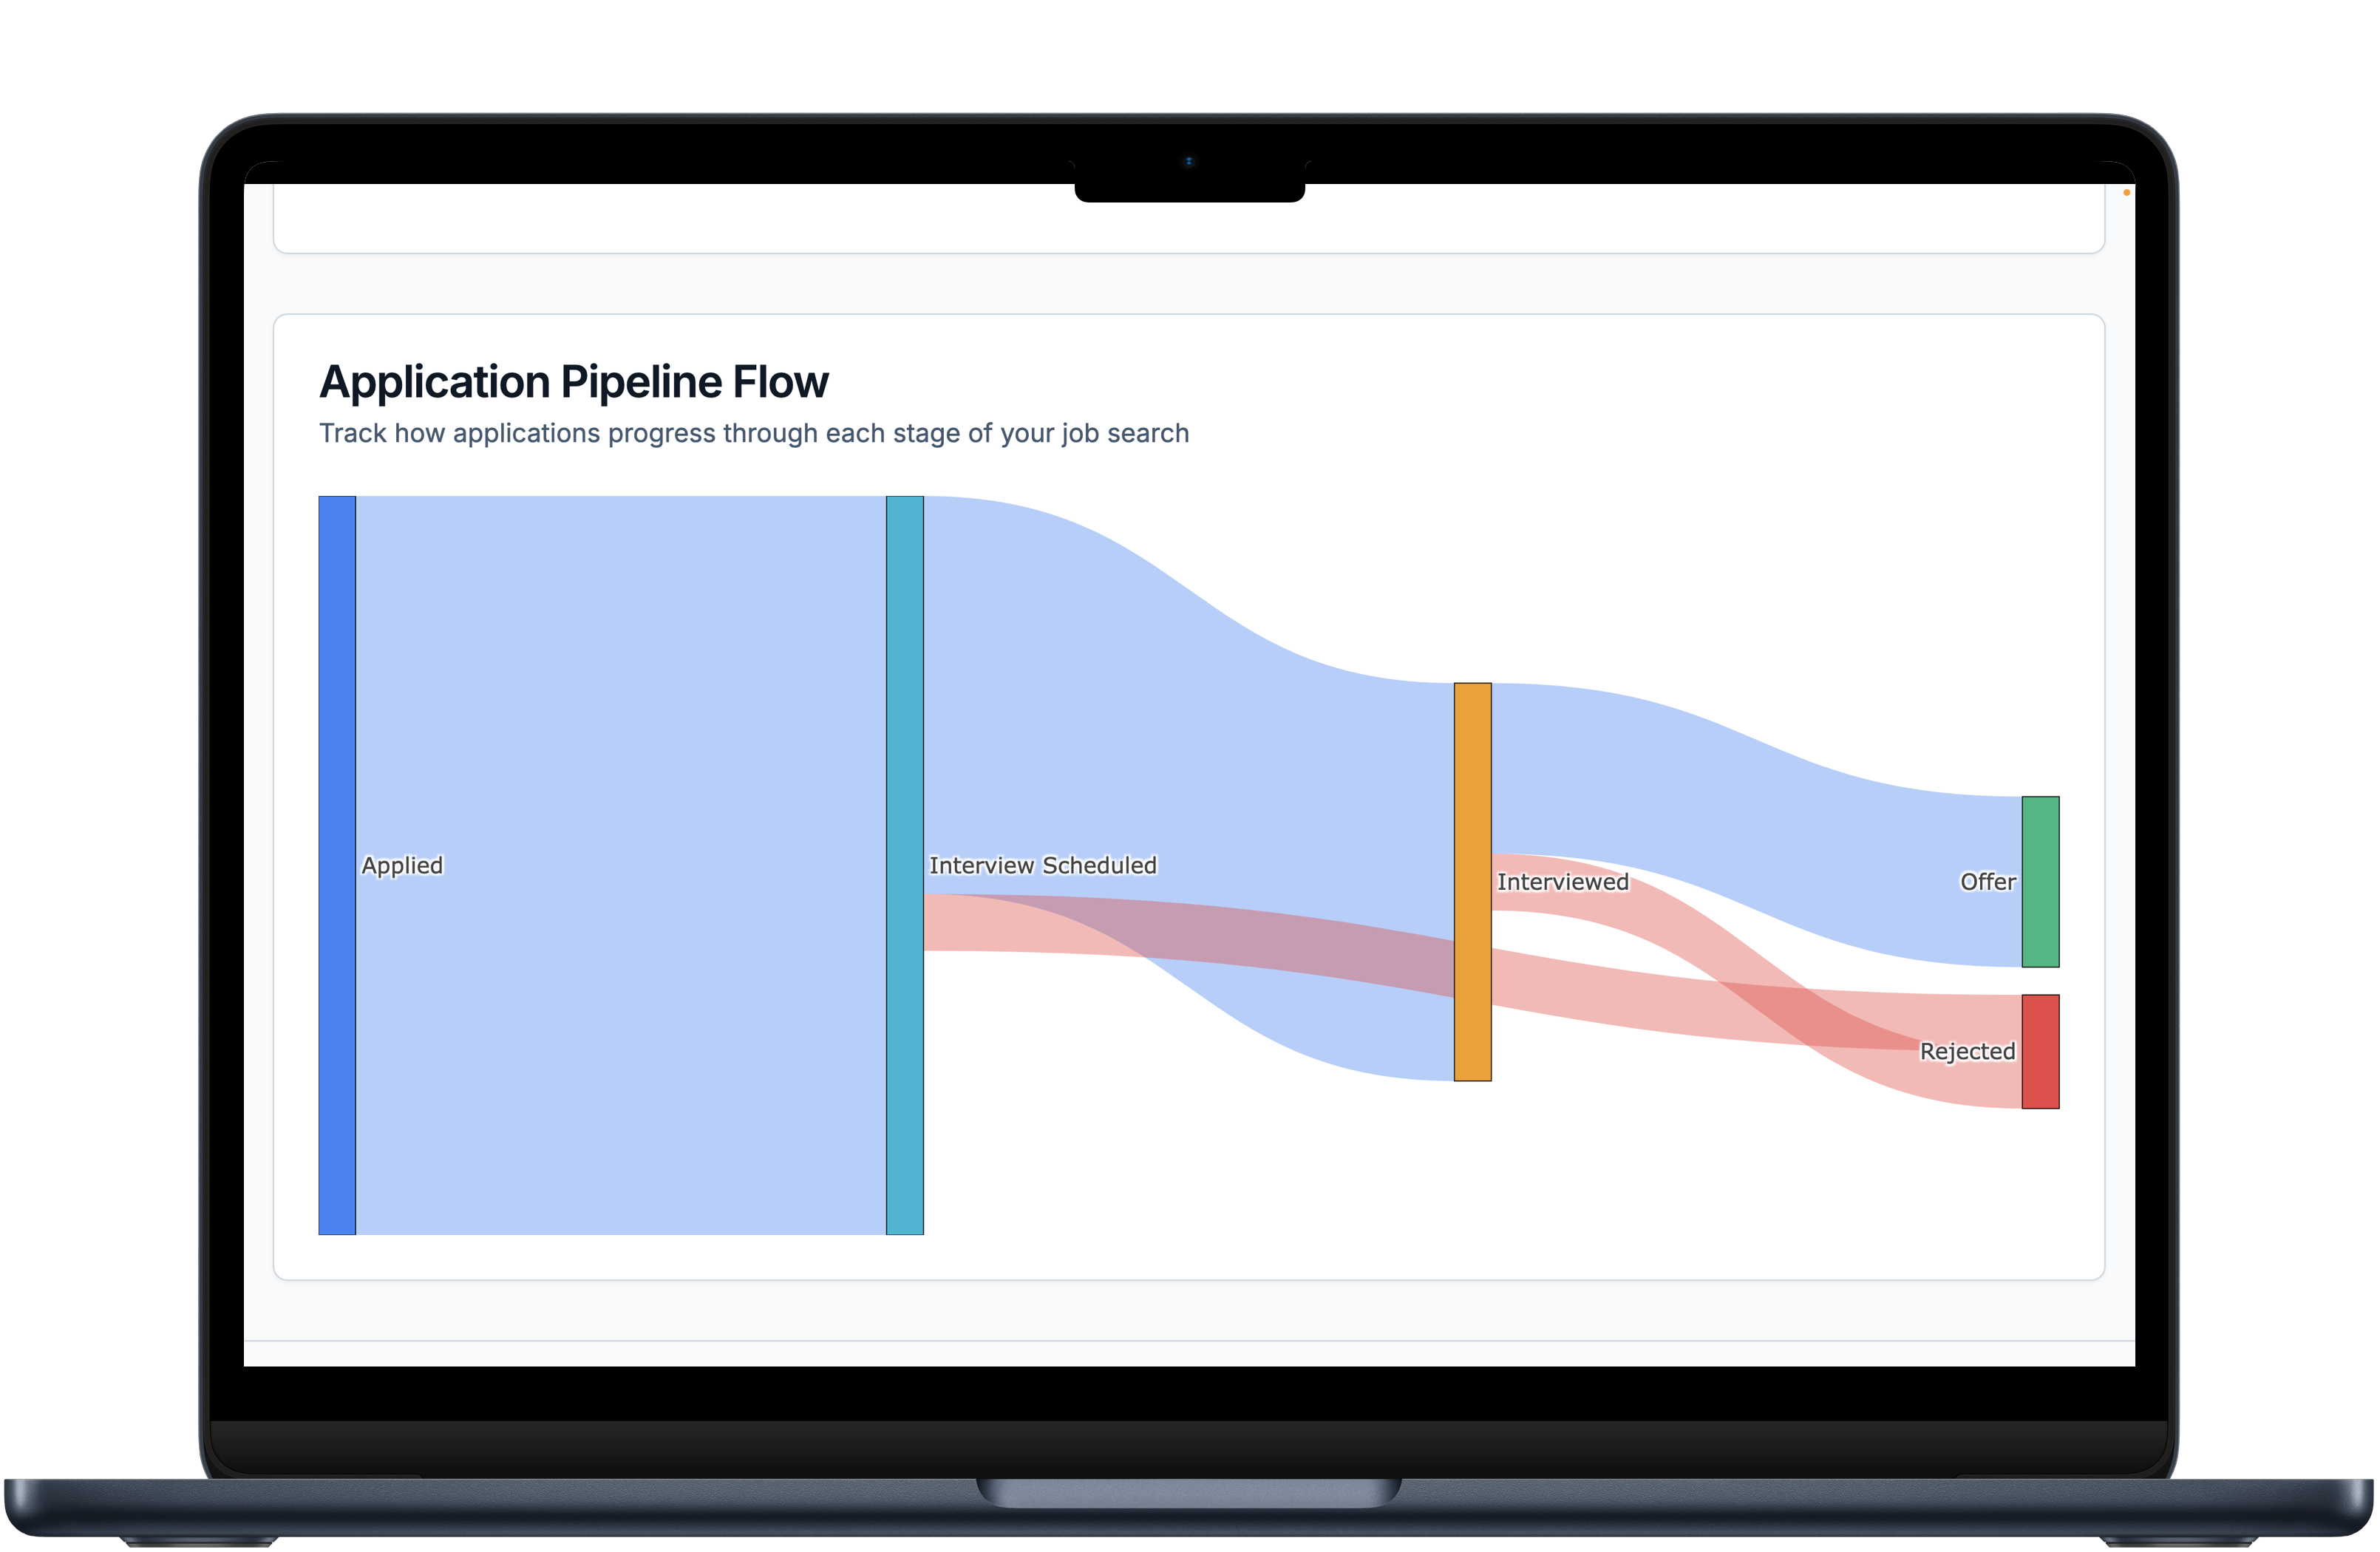 Application Pipeline Flow
Track how applications progress through each stage of your job search
Applied
Interview Scheduled
Interviewed
Offer
Rejected